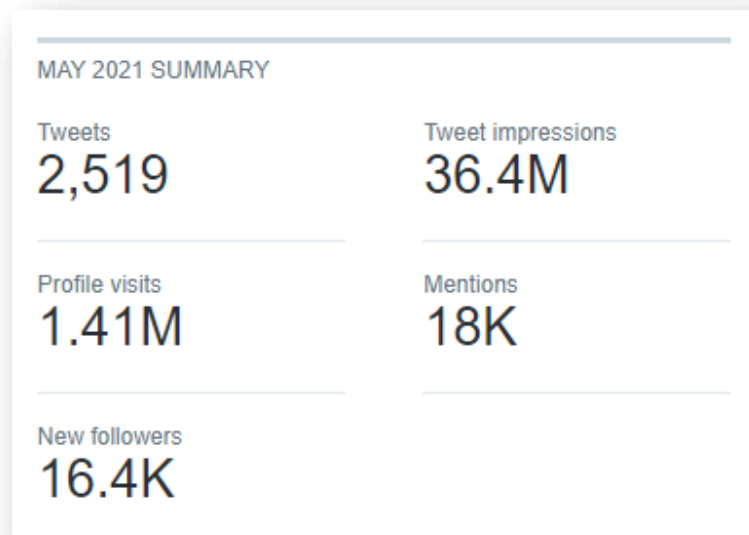 MAY 2021 SUMMARY
Tweets
2,519
Tweet impressions
36.4M
Profile visits
1.41M
Mentions
18K
New followers
16.4K